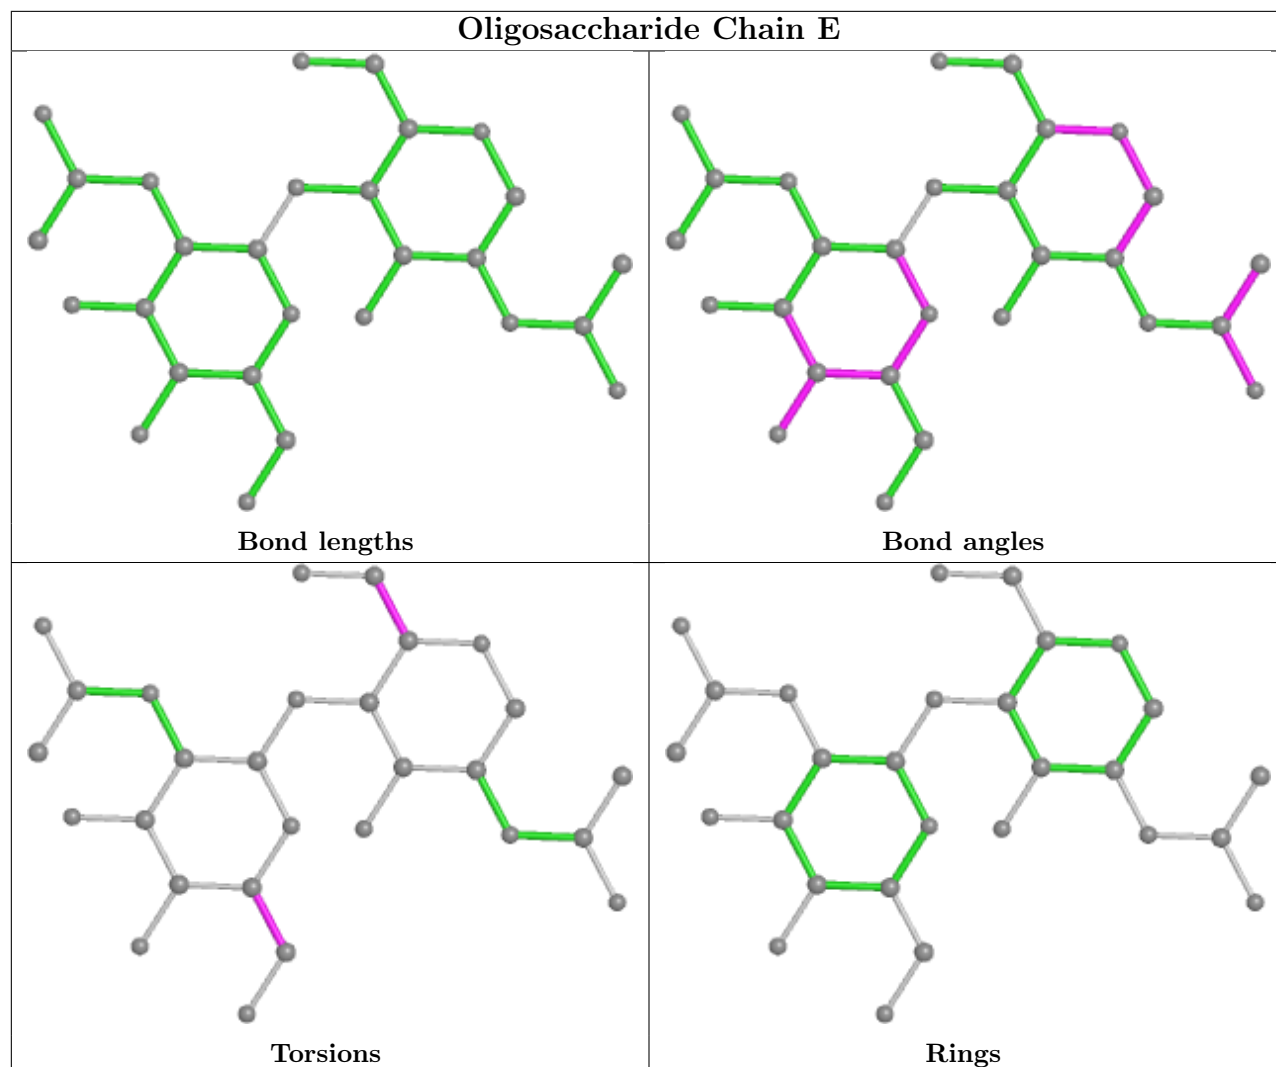 Oligosaccharide Chain E
Bond lengths
Bond angles
Torsions
Rings